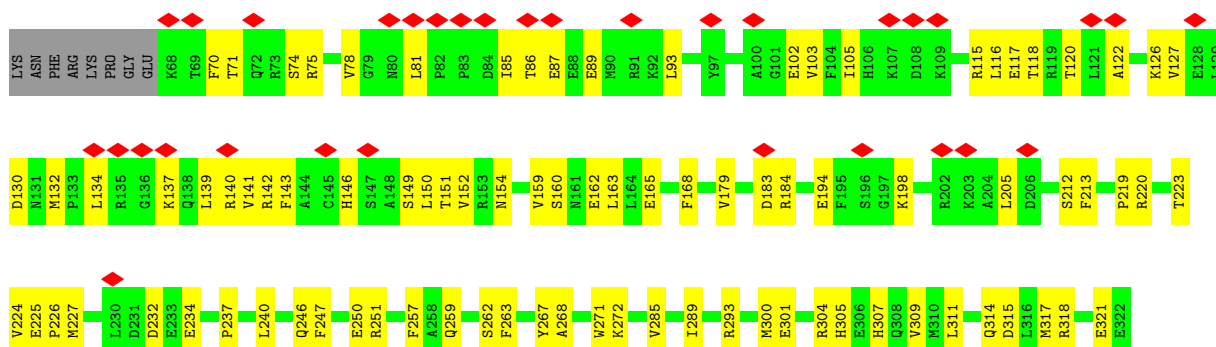 LYS ASN PHE ARG LYS PRO GLY GLU K68 T69 F70 T71 Q72 R73 S74 R75 V78 G79 N80 L81 P82 P83 D84 I85 T86 E87 E88 E89 M90 R91 K92 L93 Y97 A100 G101 E102 V103 F104 I105 H106 K107 D108 K109 R115 L116 E117 T118 R119 T120 L121 A122 K126 V127 E128 L129
D130 N131 M132 P133 L134 R135 G136 K137 Q138 L139 R140 V141 R142 F143 A144 C145 H146 S147 A148 S149 L150 T151 V152 R153 N154 V159 S160 N161 E162 L163 L164 E165 F168 V179 D183 R184 E194 F195 S196 G197 K198 R202 K203 A204 L205 D206 S212 F213 P219 R220 T223
V224 E225 P226 M227 L230 D231 D232 E233 E234 P237 L240 Q246 F247 E250 R251 F257 A258 Q259 S262 F263 Y267 A268 W271 K272 V285 I289 R293 M300 E301 R304 H305 E306 H307 Q308 V309 M310 L311 Q314 D315 L316 M317 R318 E321 E322